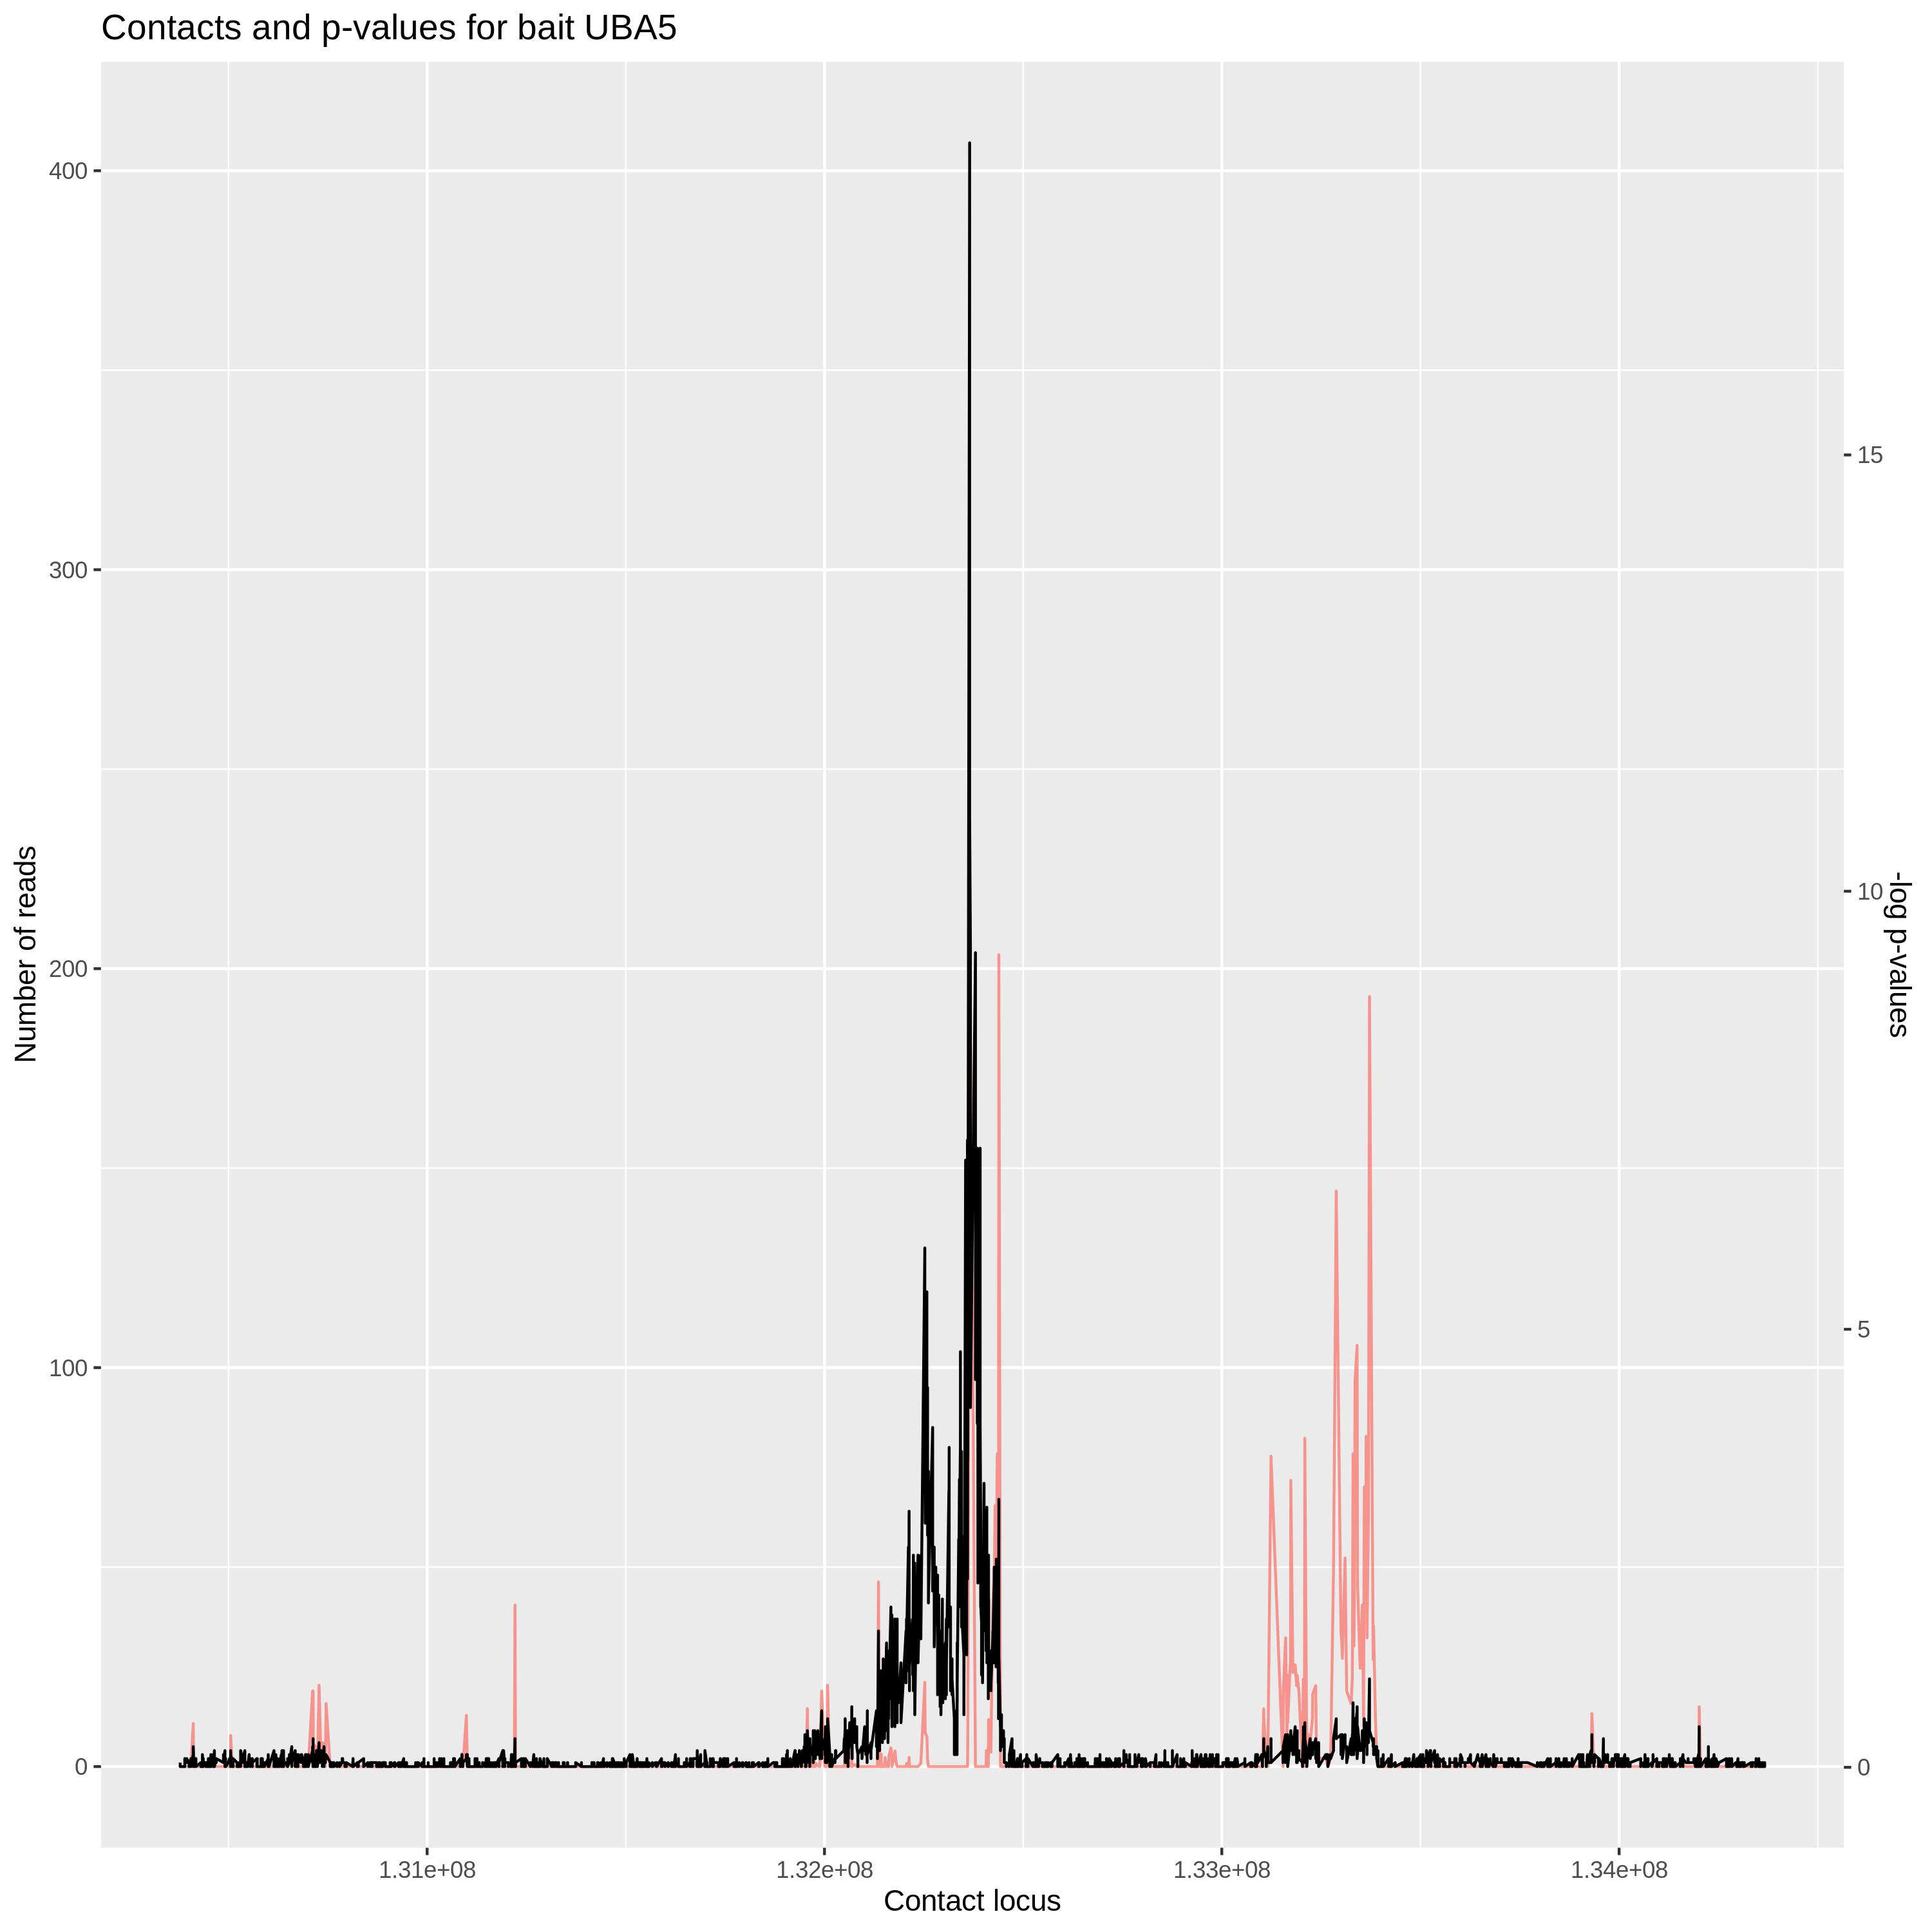 Contacts and p-values for bait UBA5
400
300
200
100
0
Number of reads
15
10
5
0
-log p-values
1.31e+08
1.32e+08
1.33e+08
1.34e+08
Contact locus